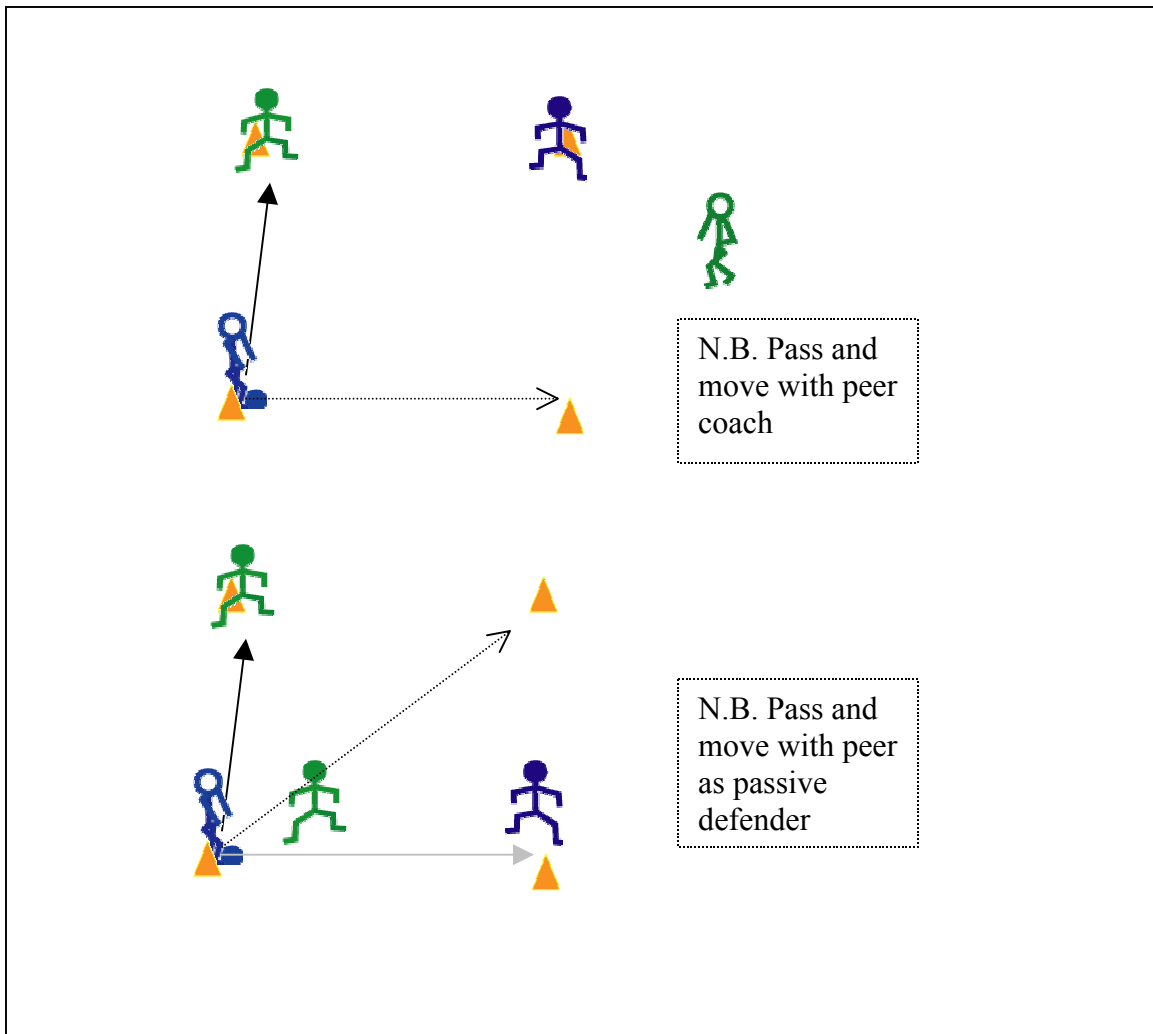 N.B. Pass and
move with peer
coach
N.B. Pass and
move with peer
as passive
defender